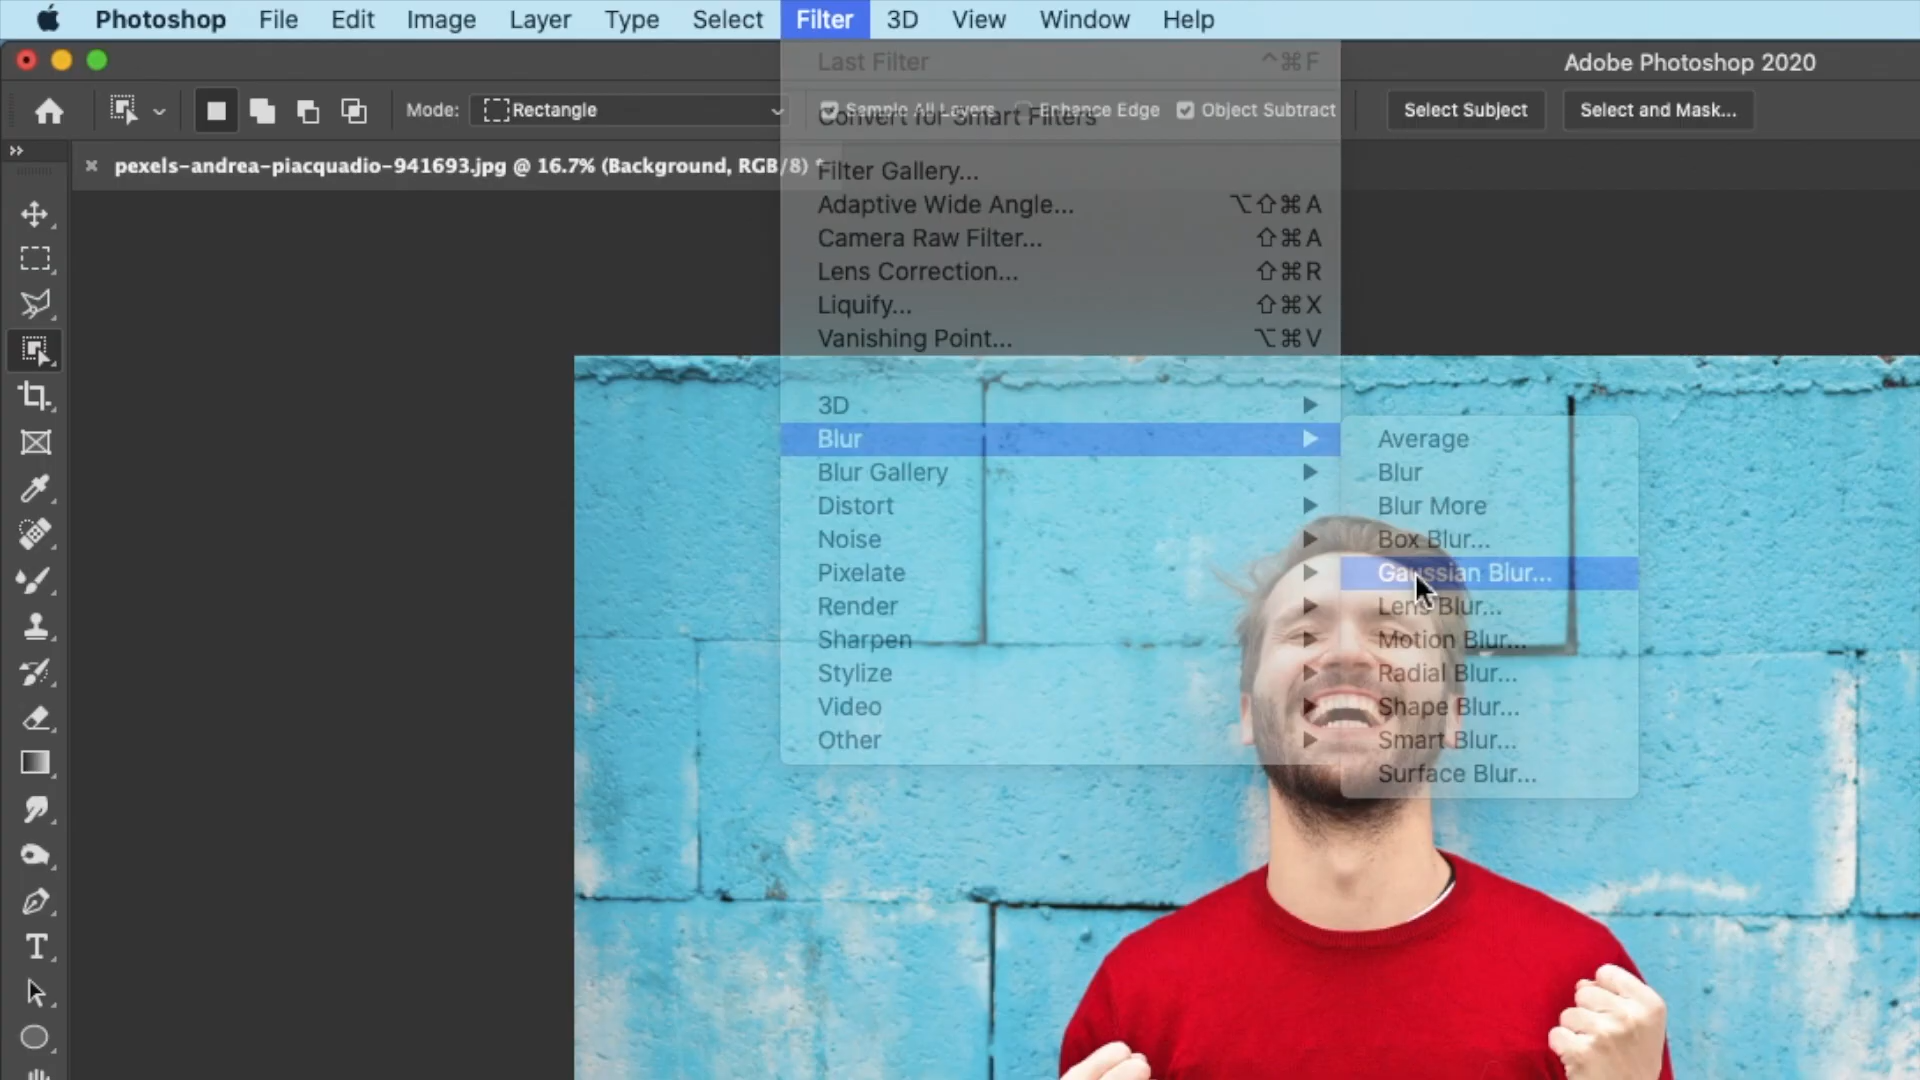 Photoshop File Edit Image Layer Type Select Filter 3D View Window Help
Last Filter ^⌘F
Adobe Photoshop 2020
Mode: Rectangle Sample All Layers Enhance Edge Object Subtract Select Subject Select and Mask...
Convert for Smart Filters
pexels-andrea-piacquadio-941693.jpg @ 16.7% (Background, RGB/8) *
Filter Gallery...
Adaptive Wide Angle... ⌥⇧⌘A
Camera Raw Filter... ⇧⌘A
Lens Correction... ⇧⌘R
Liquify... ⇧⌘X
Vanishing Point... ⌥⌘V
3D
Blur
Blur Gallery
Distort
Noise
Pixelate
Render
Sharpen
Stylize
Video
Other
Average
Blur
Blur More
Box Blur...
Gaussian Blur...
Lens Blur...
Motion Blur...
Radial Blur...
Shape Blur...
Smart Blur...
Surface Blur...